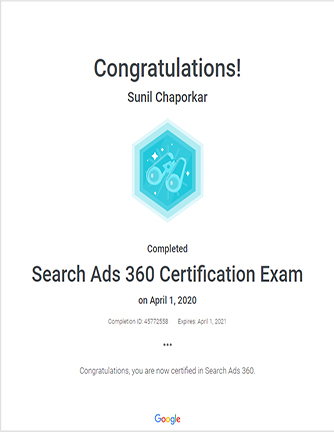 Congratulations!
Sunil Chaporkar
Completed
Search Ads 360 Certification Exam
on April 1, 2020
Completion ID: 45772558 Expires: April 1, 2021
...
Congratulations, you are now certified in Search Ads 360.
Google